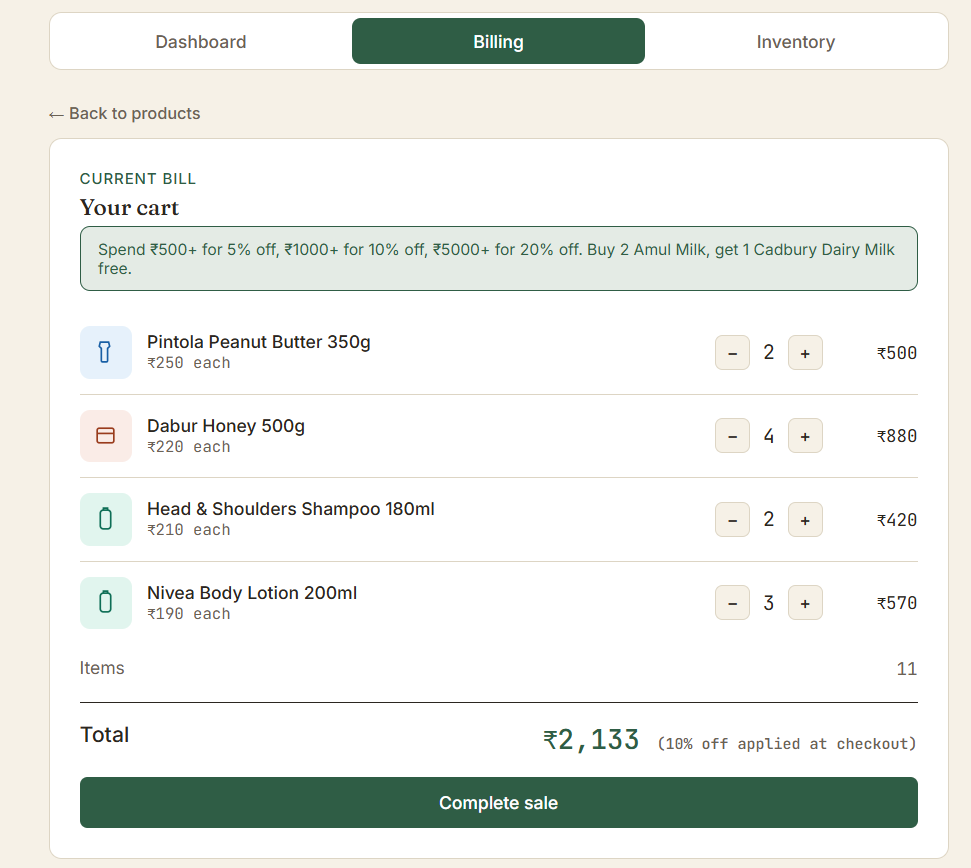 Dashboard
Billing
Inventory
← Back to products
CURRENT BILL
Your cart
Spend ₹500+ for 5% off, ₹1000+ for 10% off, ₹5000+ for 20% off. Buy 2 Amul Milk, get 1 Cadbury Dairy Milk
free.
Pintola Peanut Butter 350g
₹250 each
– 2 + ₹500
Dabur Honey 500g
₹220 each
– 4 + ₹880
Head & Shoulders Shampoo 180ml
₹210 each
– 2 + ₹420
Nivea Body Lotion 200ml
₹190 each
– 3 + ₹570
Items 11
Total ₹2,133 (10% off applied at checkout)
Complete sale